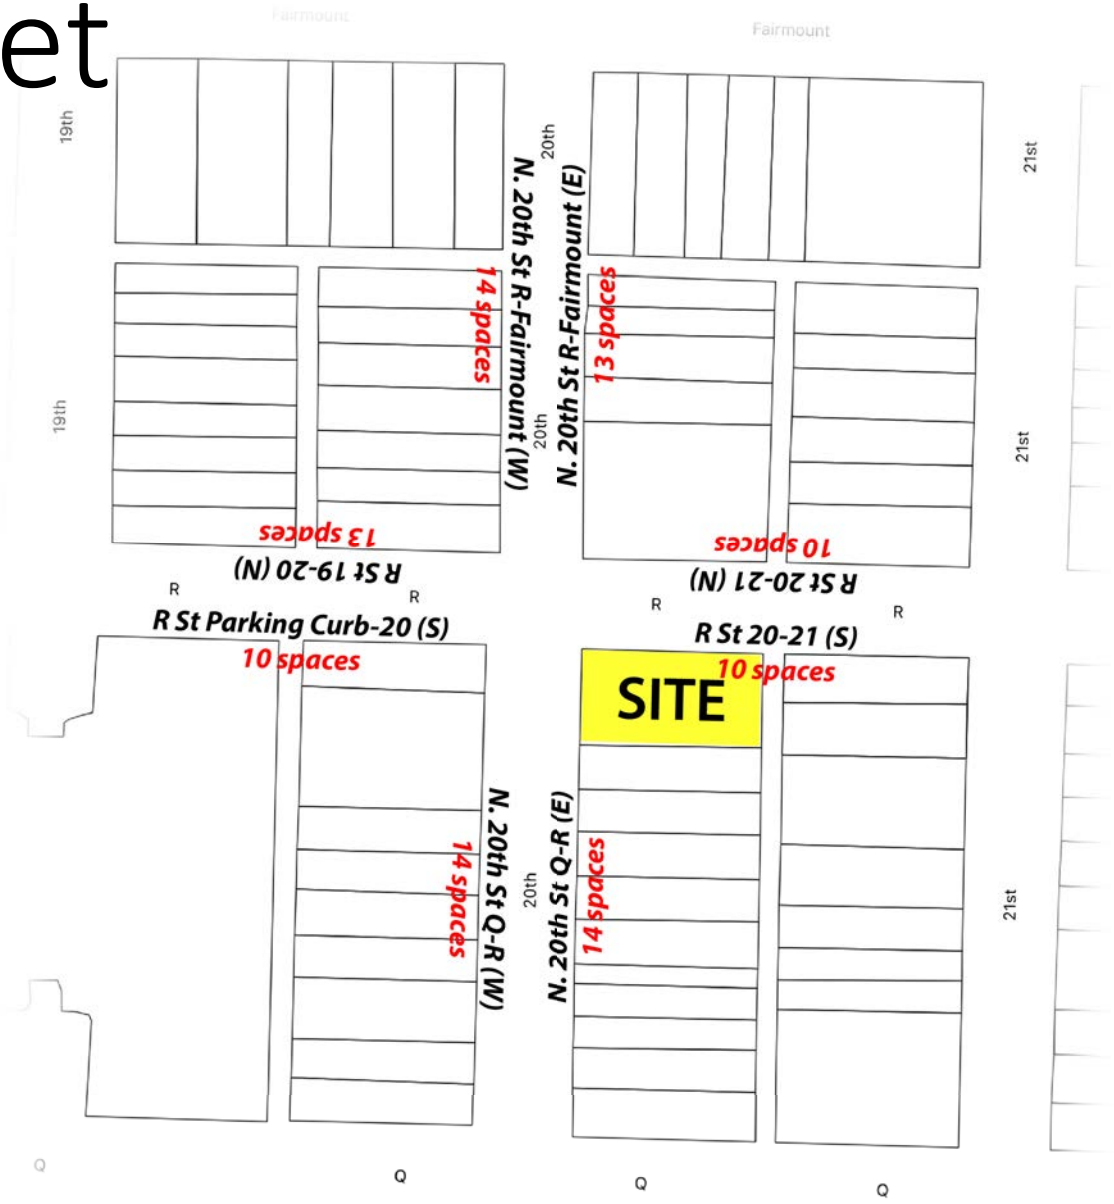 et
Fairmount
Fairmount
19th
20th
21st
N. 20th St R-Fairmount (W)
N. 20th St R-Fairmount (E)
14 spaces
13 spaces
19th
20th
21st
13 spaces
10 spaces
R St 19-20 (N)
R St 20-21 (N)
R
R
R
R
R St Parking Curb-20 (S)
R St 20-21 (S)
10 spaces
10 spaces
SITE
N. 20th St Q-R (W)
N. 20th St Q-R (E)
14 spaces
14 spaces
20th
21st
Q
Q
Q
Q